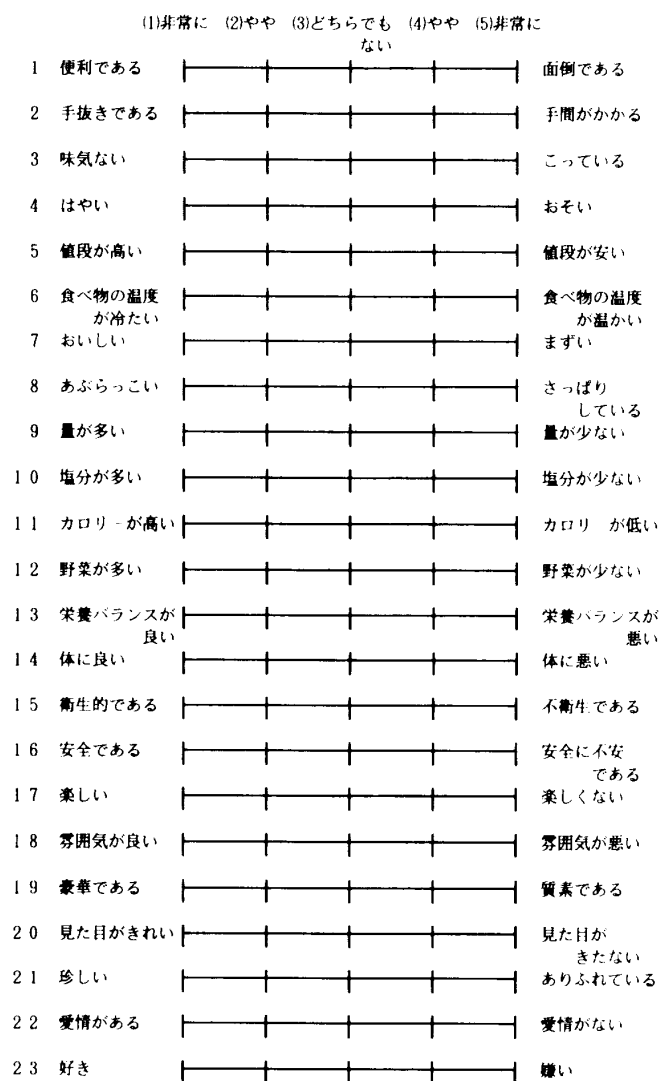 (1)非常に (2)やや (3)どちらでも (4)やや (5)非常に
ない
1 便利である 面倒である
2 手抜きである 手間がかかる
3 味気ない こっている
4 はやい おそい
5 値段が高い 値段が安い
6 食べ物の温度 食べ物の温度
が冷たい が温かい
7 おいしい まずい
8 あぶらっこい さっぱり
している
9 量が多い 量が少ない
10 塩分が多い 塩分が少ない
11 カロリーが高い カロリーが低い
12 野菜が多い 野菜が少ない
13 栄養バランスが 栄養バランスが
良い 悪い
14 体に良い 体に悪い
15 衛生的である 不衛生である
16 安全である 安全に不安
である
17 楽しい 楽しくない
18 雰囲気が良い 雰囲気が悪い
19 豪華である 質素である
20 見た目がきれい 見た目が
きたない
21 珍しい ありふれている
22 愛情がある 愛情がない
23 好き 嫌い